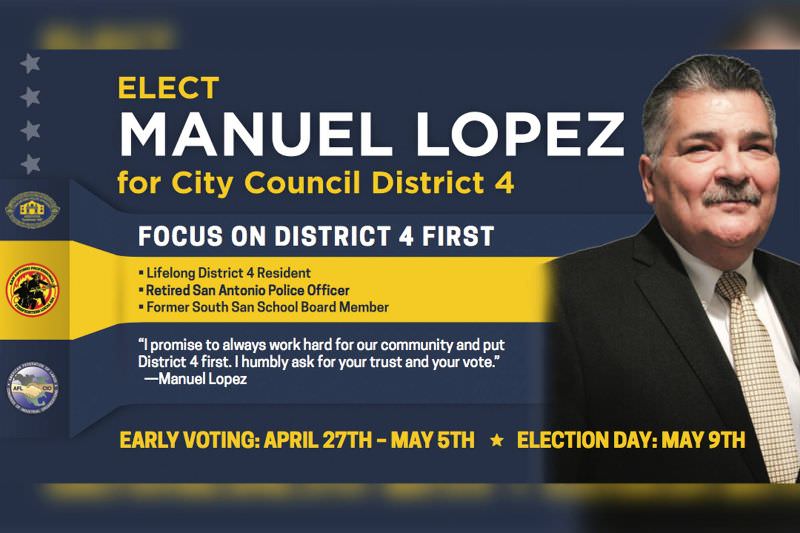 ELECT
MANUEL LOPEZ
for City Council District 4
FOCUS ON DISTRICT 4 FIRST
▪ Lifelong District 4 Resident
▪ Retired San Antonio Police Officer
▪ Former South San School Board Member
“I promise to always work hard for our community and put
District 4 first. I humbly ask for your trust and your vote.”
—Manuel Lopez
AFL CIO
EARLY VOTING: APRIL 27TH – MAY 5TH ★ ELECTION DAY: MAY 9TH